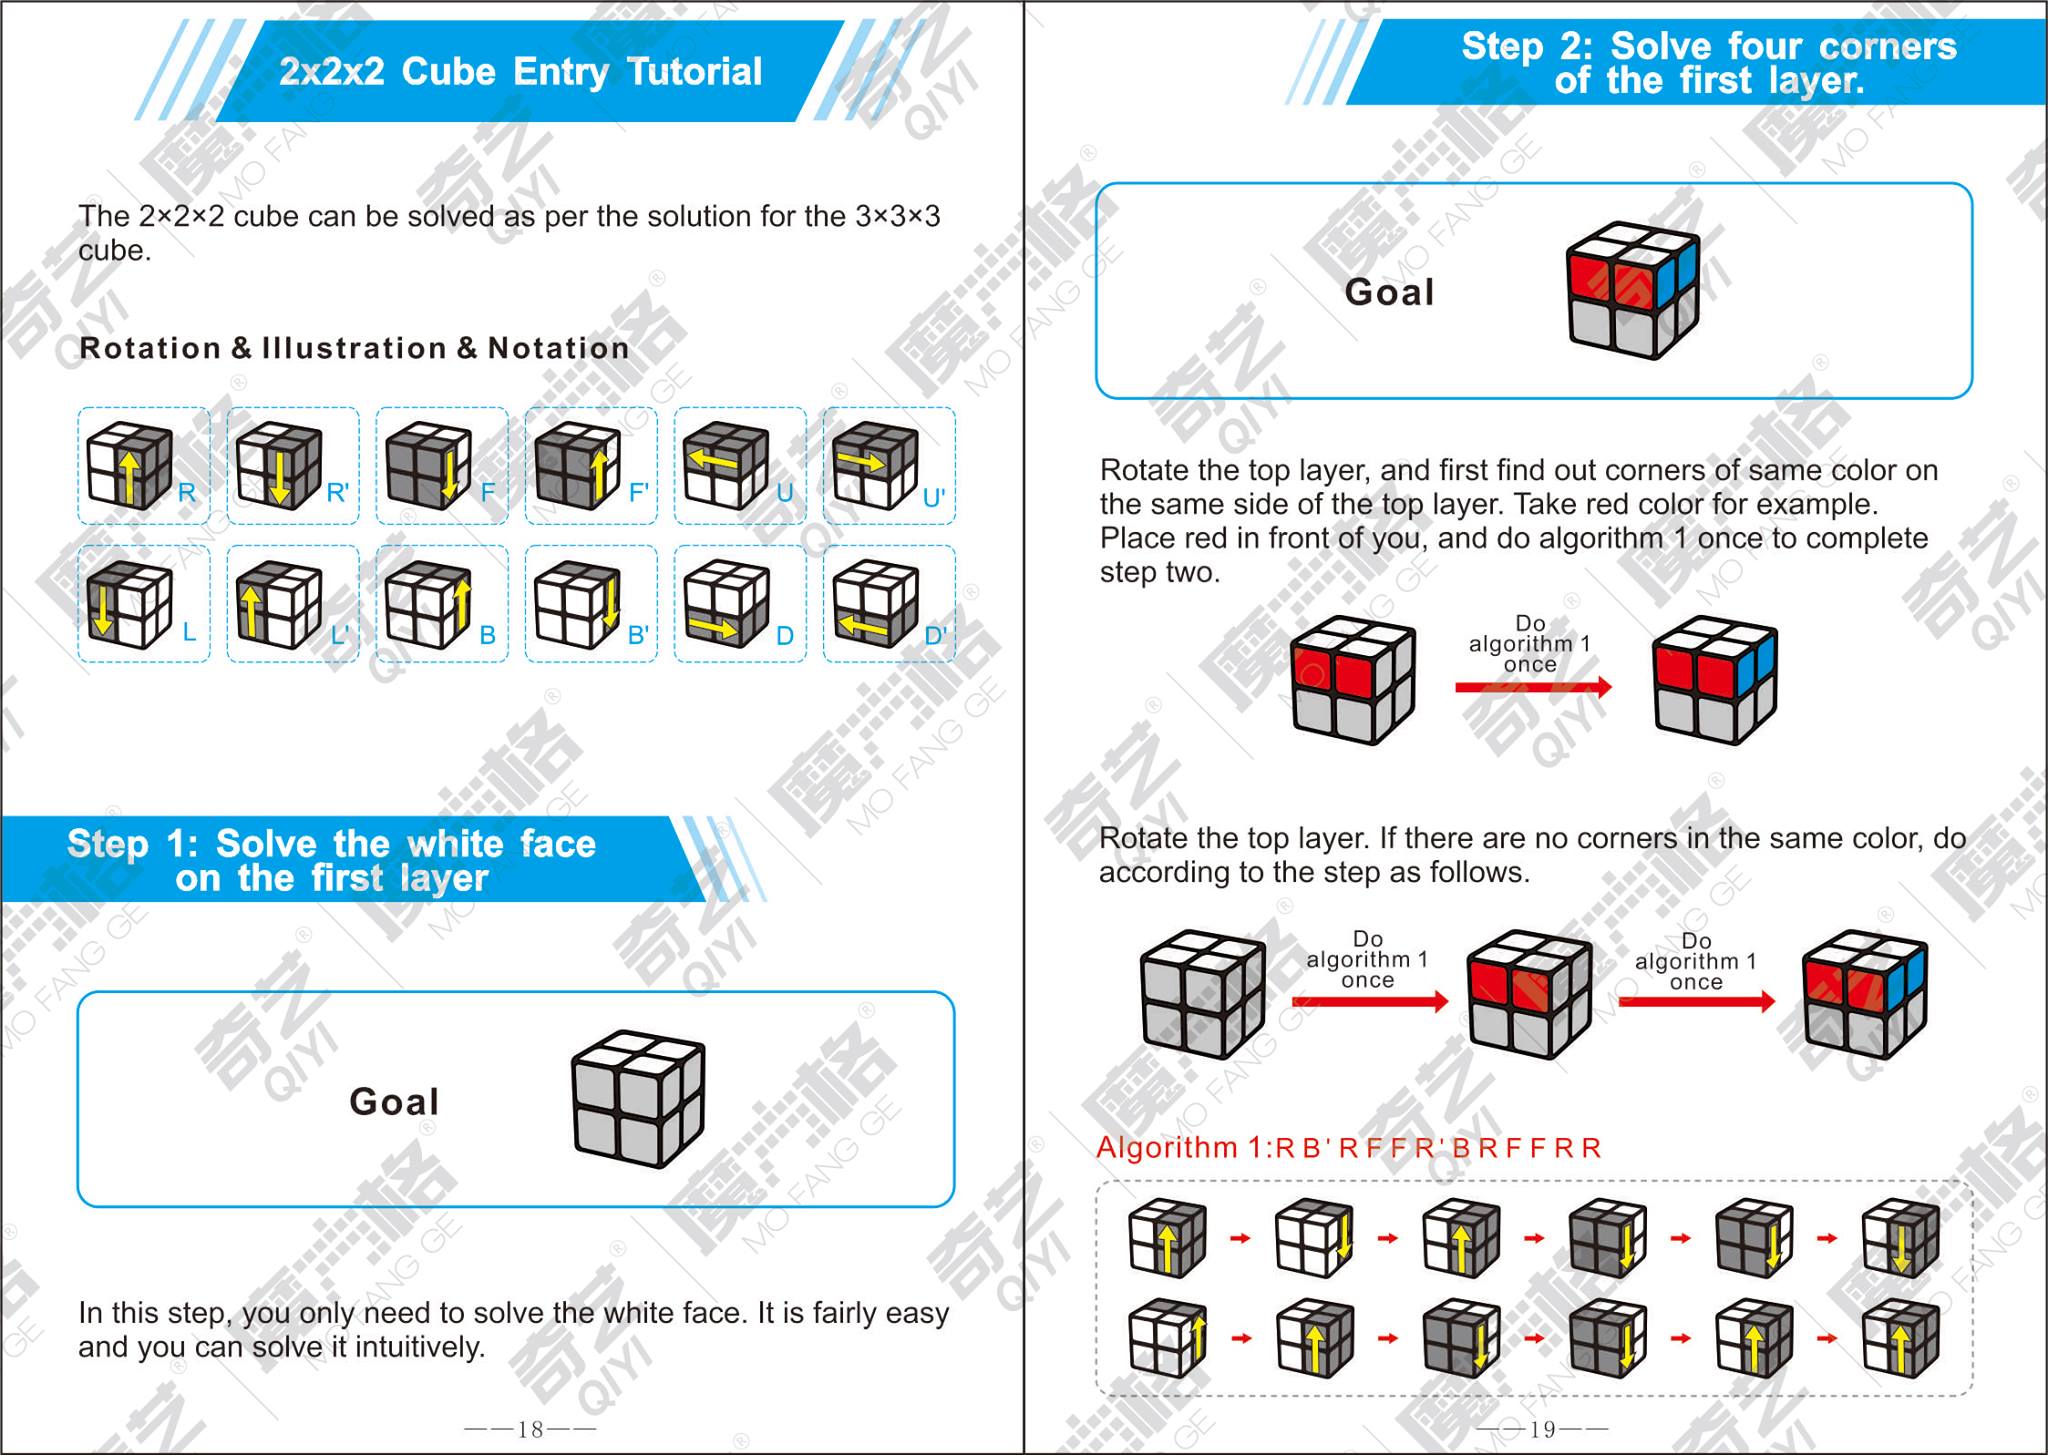 2x2x2 Cube Entry Tutorial
The 2×2×2 cube can be solved as per the solution for the 3×3×3
cube.
Rotation & Illustration & Notation
R
R'
F
F'
U
U'
L
L'
B
B'
D
D'
Step 1: Solve the white face
on the first layer
Goal
In this step, you only need to solve the white face. It is fairly easy
and you can solve it intuitively.
——18——
Step 2: Solve four corners
of the first layer.
Goal
Rotate the top layer, and first find out corners of same color on
the same side of the top layer. Take red color for example.
Place red in front of you, and do algorithm 1 once to complete
step two.
Do
algorithm 1
once
Rotate the top layer. If there are no corners in the same color, do
according to the step as follows.
Do
algorithm 1
once
Do
algorithm 1
once
Algorithm 1:R B' R F F R' B R F F R R
——19——
奇艺
QIYI
魔方格®
MO FANG GE